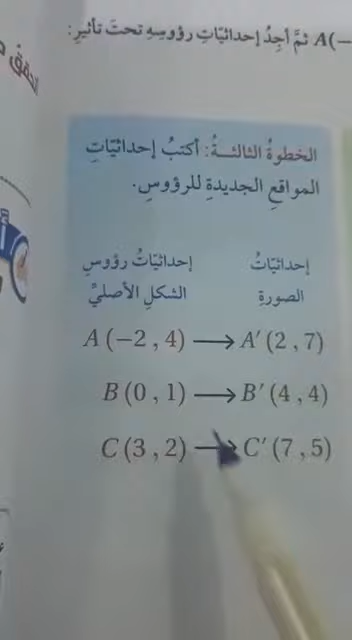 A(− ثمَّ أجِدُ إحداثيّاتِ رؤوسِهِ تحتَ تأثيرِ:
الخطوةُ الثالثـةُ: أكتبُ إحداثيّاتِ
المواقعِ الجديدةِ للرؤوسِ.
إحداثيّاتُ رؤوسِ
الشكلِ الأصليِّ
إحداثيّاتُ
الصورةِ
A (−2 , 4) ⟶ A′ (2 , 7)
B (0 , 1) ⟶ B′ (4 , 4)
C (3 , 2) ⟶ C′ (7 , 5)